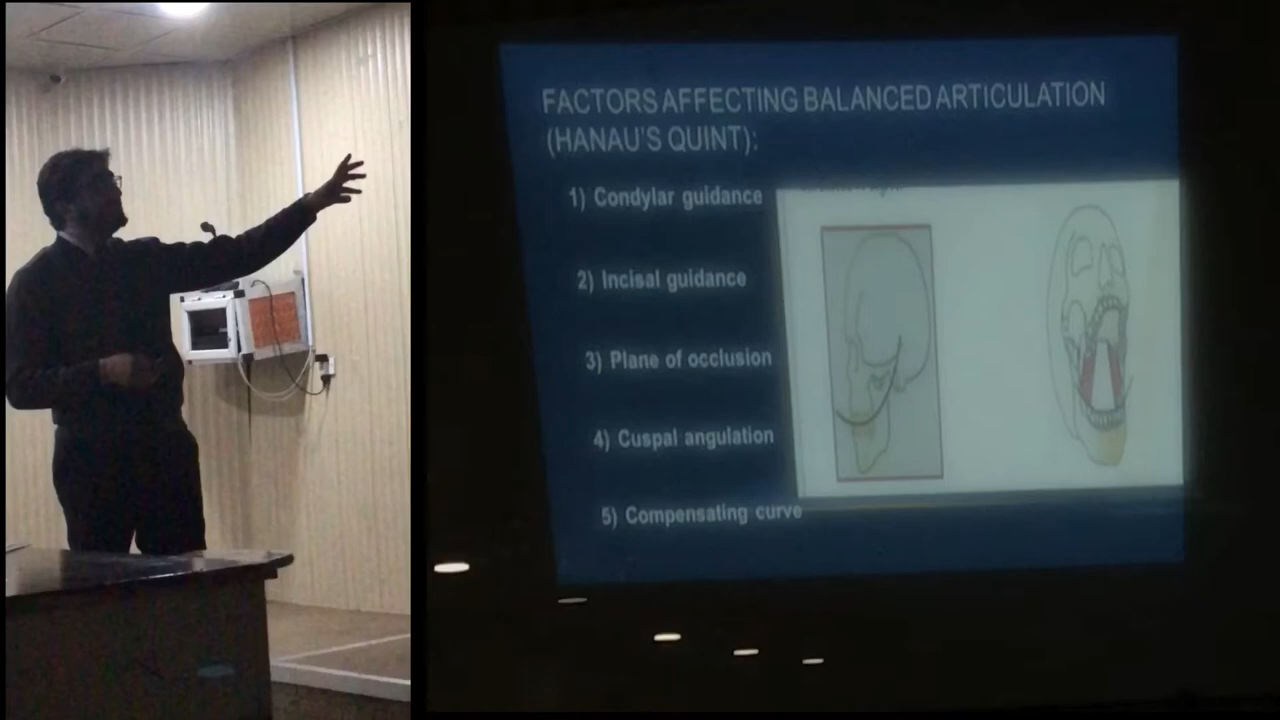 FACTORS AFFECTING BALANCED ARTICULATION
(HANAU'S QUINT):
1) Condylar guidance
2) Incisal guidance
3) Plane of occlusion
4) Cuspal angulation
5) Compensating curve